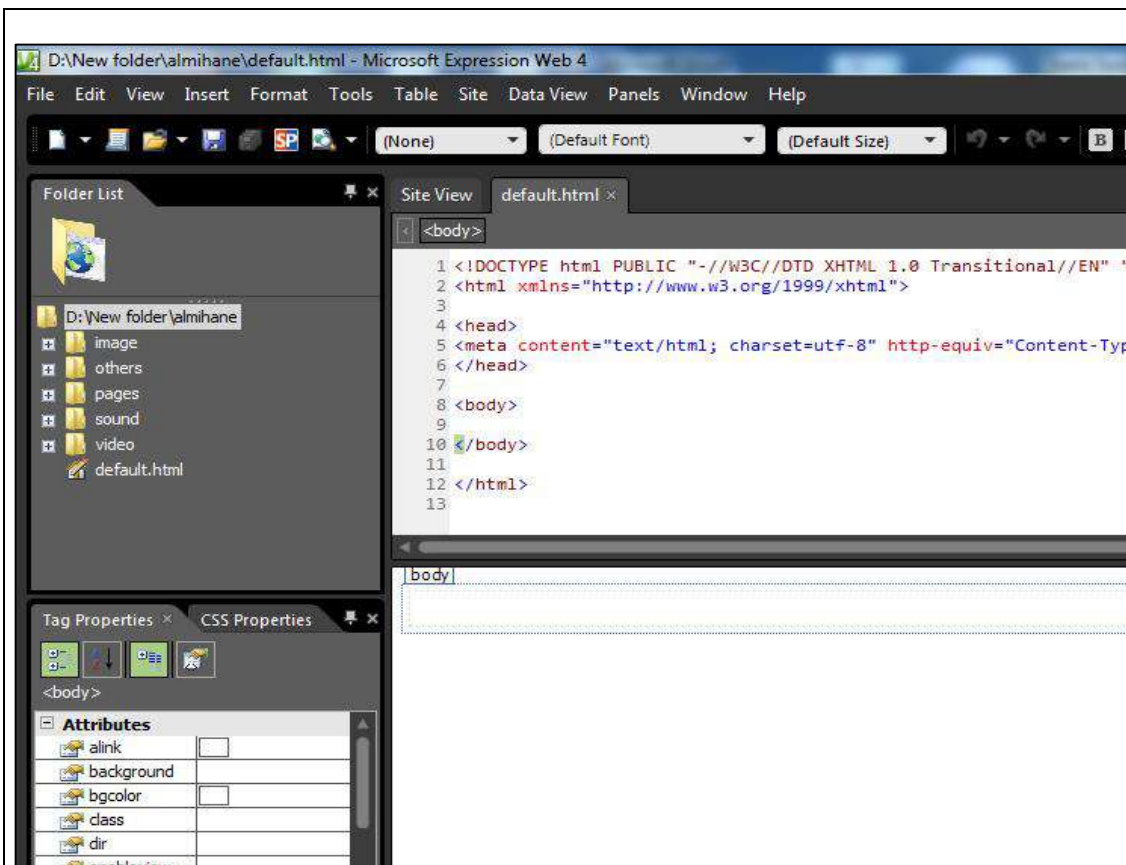 D:\New folder\almihane\default.html - Microsoft Expression Web 4
File Edit View Insert Format Tools Table Site Data View Panels Window Help
SP (None) (Default Font) (Default Size) B
Folder List
D:\New folder\almihane
image
others
pages
sound
video
default.html
Site View default.html ×
<body>
1 <!DOCTYPE html PUBLIC "-//W3C//DTD XHTML 1.0 Transitional//EN" "
2 <html xmlns="http://www.w3.org/1999/xhtml">
3
4 <head>
5 <meta content="text/html; charset=utf-8" http-equiv="Content-Typ
6 </head>
7
8 <body>
9
10 </body>
11
12 </html>
13
body
Tag Properties × CSS Properties
<body>
Attributes
alink
background
bgcolor
class
dir